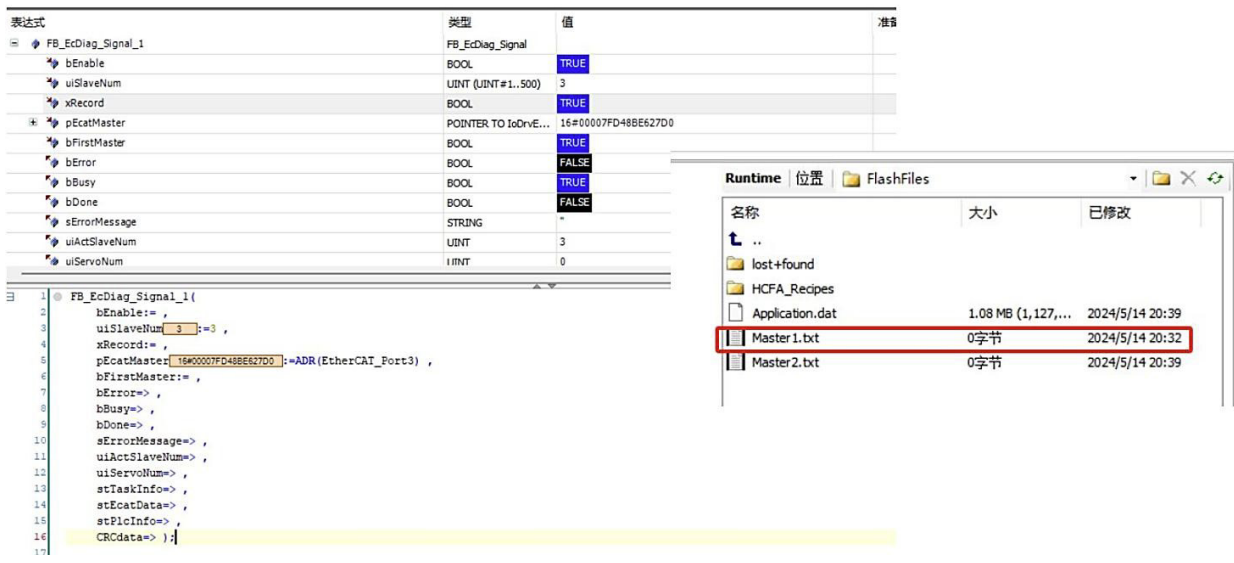 表达式 类型 值 准备
FB_EcDiag_Signal_1 FB_EcDiag_Signal
bEnable BOOL TRUE
uiSlaveNum UINT (UINT#1..500) 3
xRecord BOOL TRUE
pEcatMaster POINTER TO IoDrvE... 16#00007FD48BE627D0
bFirstMaster BOOL TRUE
bError BOOL FALSE
bBusy BOOL TRUE
bDone BOOL FALSE
sErrorMessage STRING ''
uiActSlaveNum UINT 3
uiServoNum UINT 0
1 FB_EcDiag_Signal_1(
2 bEnable:= ,
3 uiSlaveNum 3 :=3 ,
4 xRecord:= ,
5 pEcatMaster 16#00007FD48BE627D0 :=ADR(EtherCAT_Port3) ,
6 bFirstMaster:= ,
7 bError=> ,
8 bBusy=> ,
9 bDone=> ,
10 sErrorMessage=> ,
11 uiActSlaveNum=> ,
12 uiServoNum=> ,
13 stTaskInfo=> ,
14 stEcatData=> ,
15 stPlcInfo=> ,
16 CRCdata=> );
17
Runtime 位置 FlashFiles
名称 大小 已修改
..
lost+found
HCFA_Recipes
Application.dat 1.08 MB (1,127,... 2024/5/14 20:39
Master1.txt 0字节 2024/5/14 20:32
Master2.txt 0字节 2024/5/14 20:39